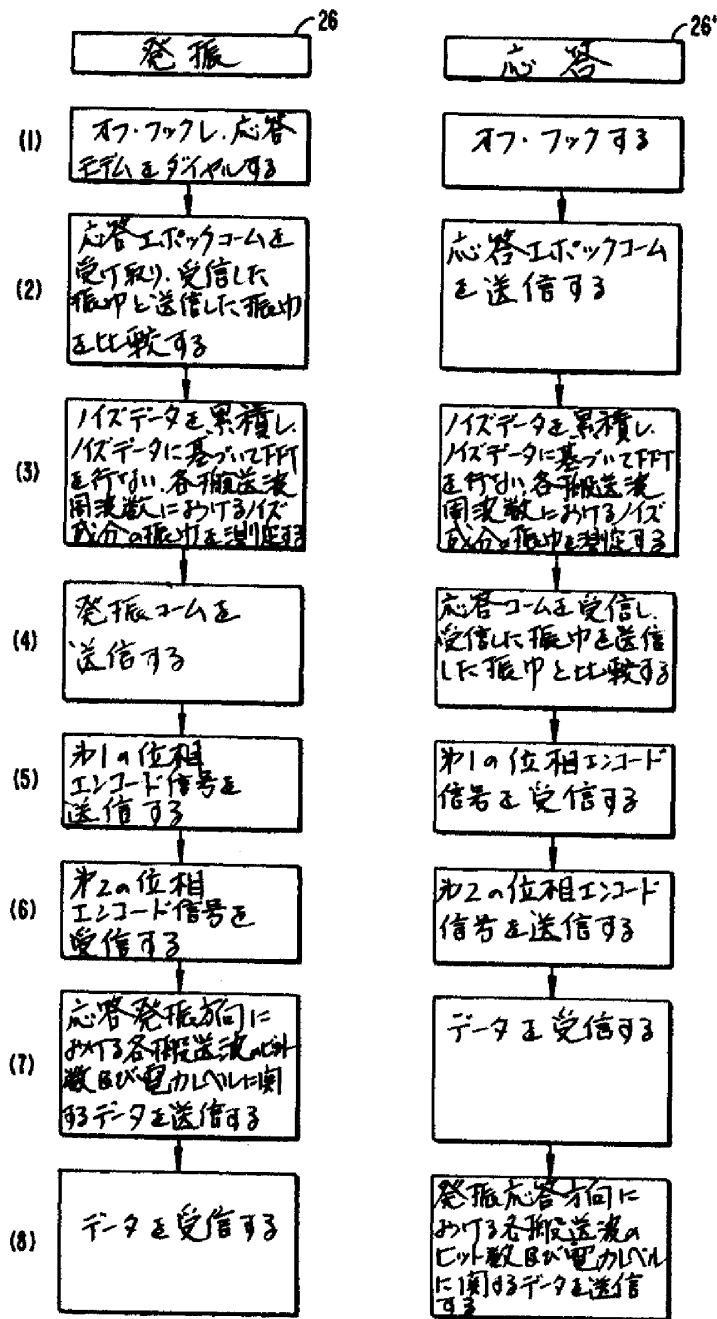 26
発振
26'
応答
(1)
オフ・フックし、応答
モデムをダイヤルする
オフ・フックする
(2)
応答エポックコームを
受け取り、受信した
振巾と送信した振巾
を比較する
応答エポックコーム
を送信する
(3)
ノイズデータを累積し、
ノイズデータに基づいてFFT
を行ない、各搬送波
周波数におけるノイズ
成分の振巾を測定する
ノイズデータを累積し、
ノイズデータに基づいてFFT
を行ない、各搬送波
周波数におけるノイズ
成分の振巾を測定する
(4)
発振コームを
送信する
応答コームを受信し、
受信した振巾を送信
した振巾と比較する
(5)
第1の位相
エンコード信号を
送信する
第1の位相エンコード
信号を受信する
(6)
第2の位相
エンコード信号を
受信する
第2の位相エンコード
信号を送信する
(7)
応答発振方向に
おける各搬送波のビット
数及び電力レベルに関
するデータを送信する
データを受信する
(8)
データを受信する
発振応答方向に
おける各搬送波の
ビット数及び電力レベル
に関するデータを送信
する